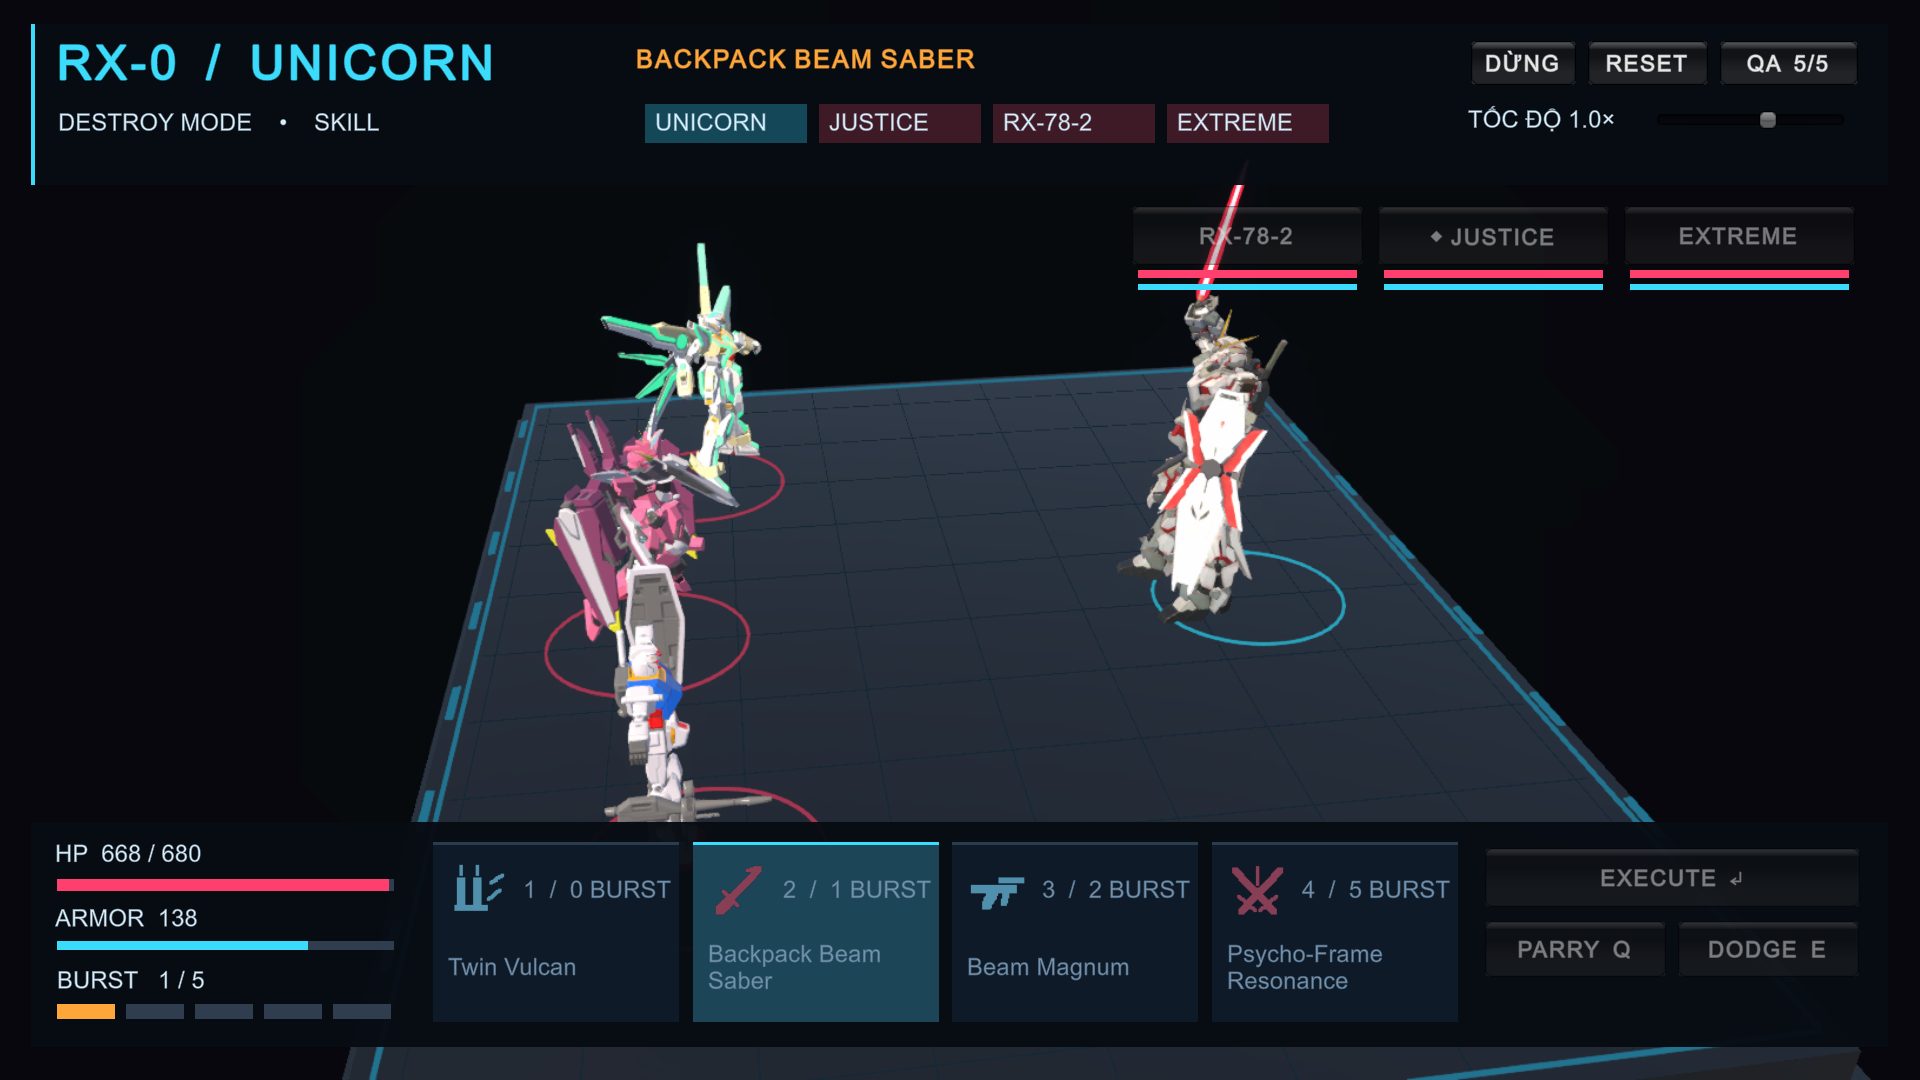 RX-0 / UNICORN
DESTROY MODE • SKILL
BACKPACK BEAM SABER
UNICORN JUSTICE RX-78-2 EXTREME
DỪNG RESET QA 5/5
TỐC ĐỘ 1.0×
RX-78-2 ◆ JUSTICE EXTREME
HP 668 / 680
ARMOR 138
BURST 1 / 5
1 / 0 BURST
Twin Vulcan
2 / 1 BURST
Backpack Beam
Saber
3 / 2 BURST
Beam Magnum
4 / 5 BURST
Psycho-Frame
Resonance
EXECUTE ↲
PARRY Q DODGE E